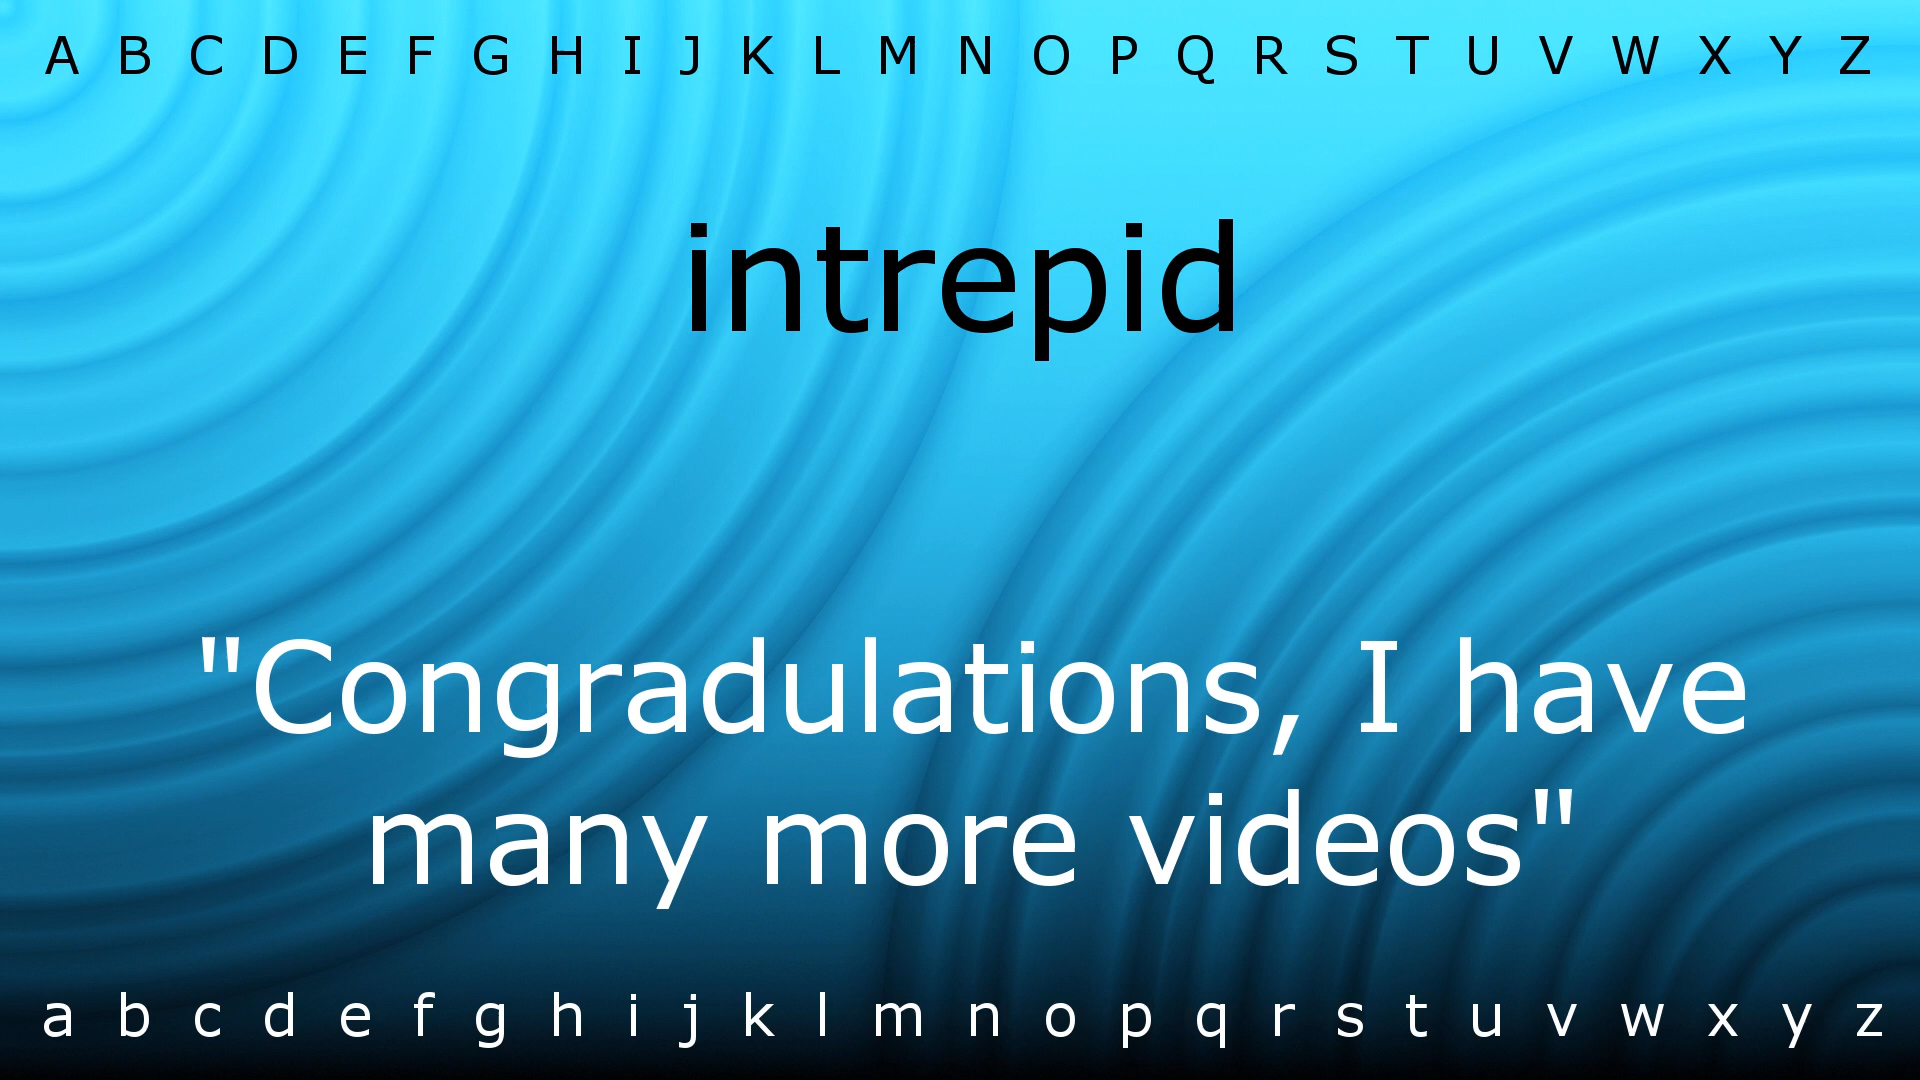 A B C D E F G H I J K L M N O P Q R S T U V W X Y Z
intrepid
"Congradulations, I have
many more videos"
a b c d e f g h i j k l m n o p q r s t u v w x y z